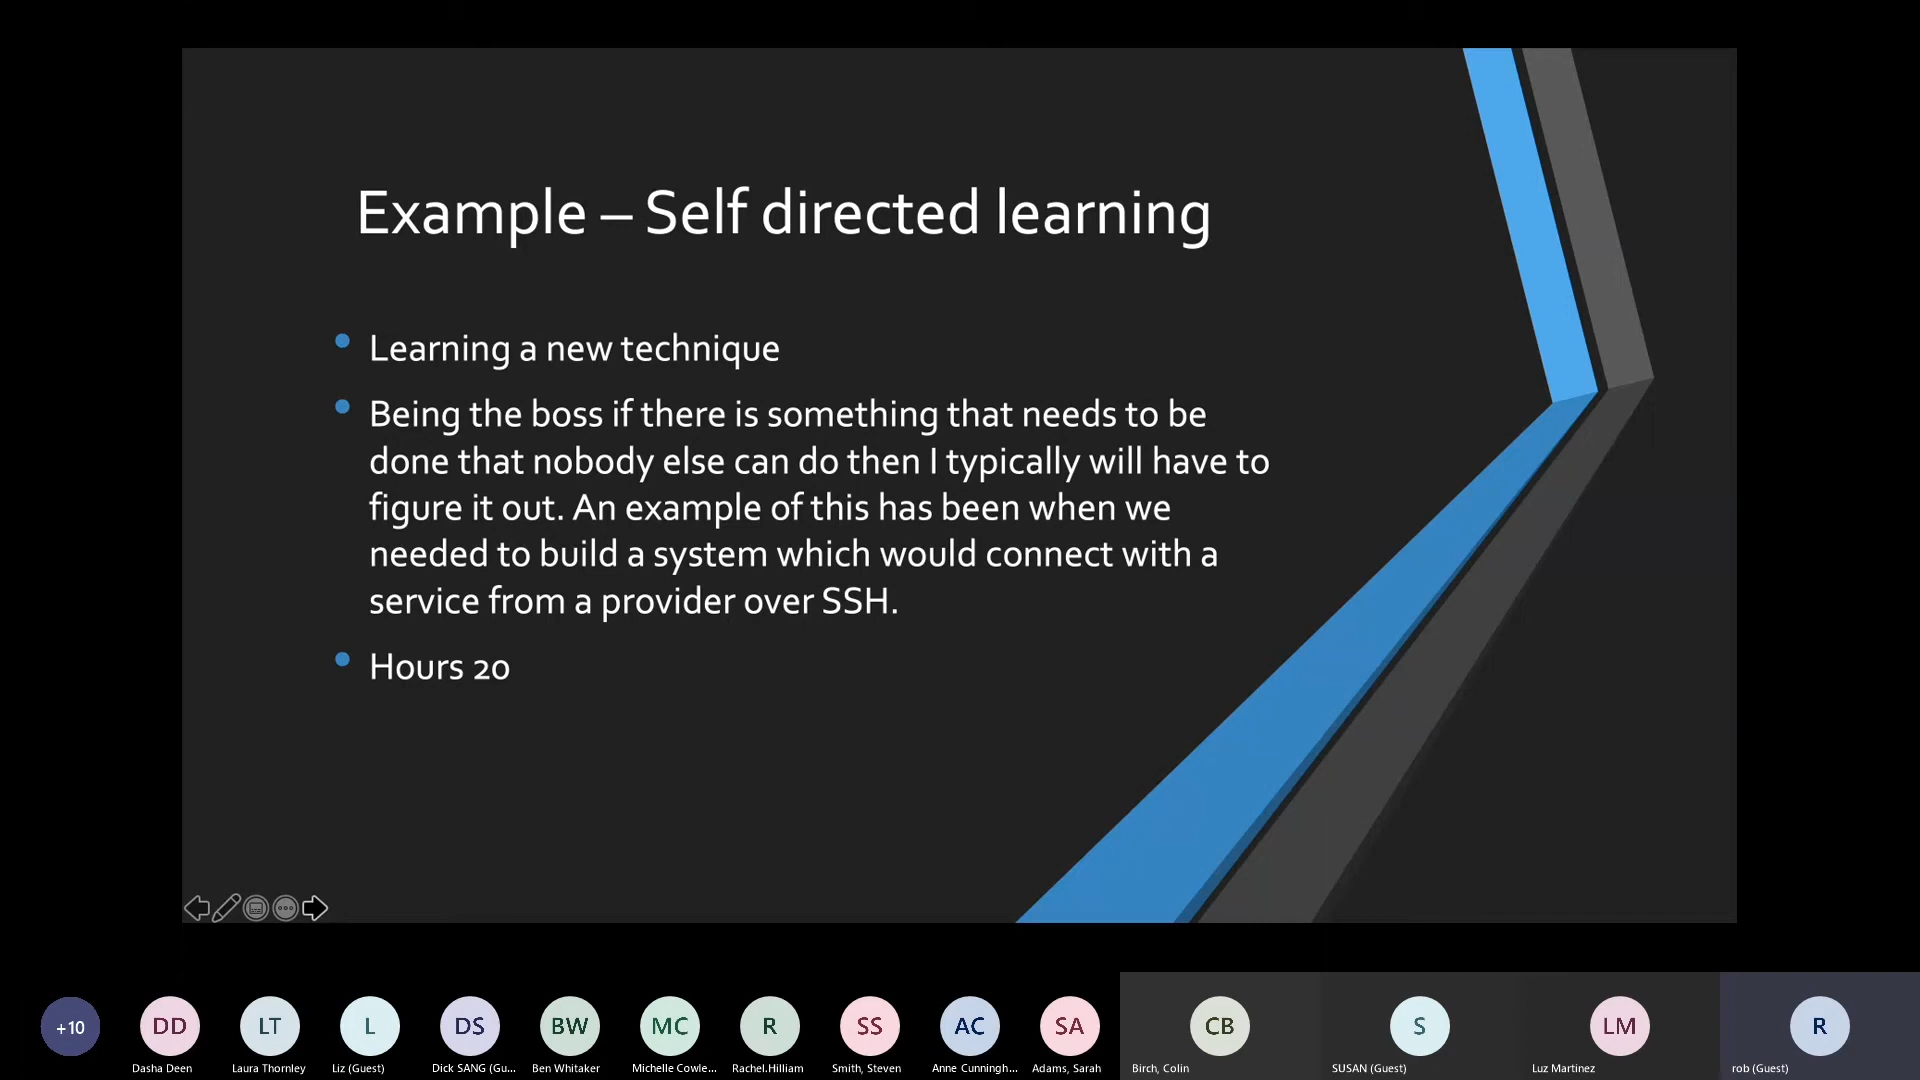 Example – Self directed learning
Learning a new technique
Being the boss if there is something that needs to be
done that nobody else can do then I typically will have to
figure it out. An example of this has been when we
needed to build a system which would connect with a
service from a provider over SSH.
Hours 20
+10
DD
LT
L
DS
BW
MC
R
SS
AC
SA
CB
S
LM
R
Dasha Deen
Laura Thornley
Liz (Guest)
Dick SANG (Gu...
Ben Whitaker
Michelle Cowle...
Rachel.Hilliam
Smith, Steven
Anne Cunningh...
Adams, Sarah
Birch, Colin
SUSAN (Guest)
Luz Martinez
rob (Guest)